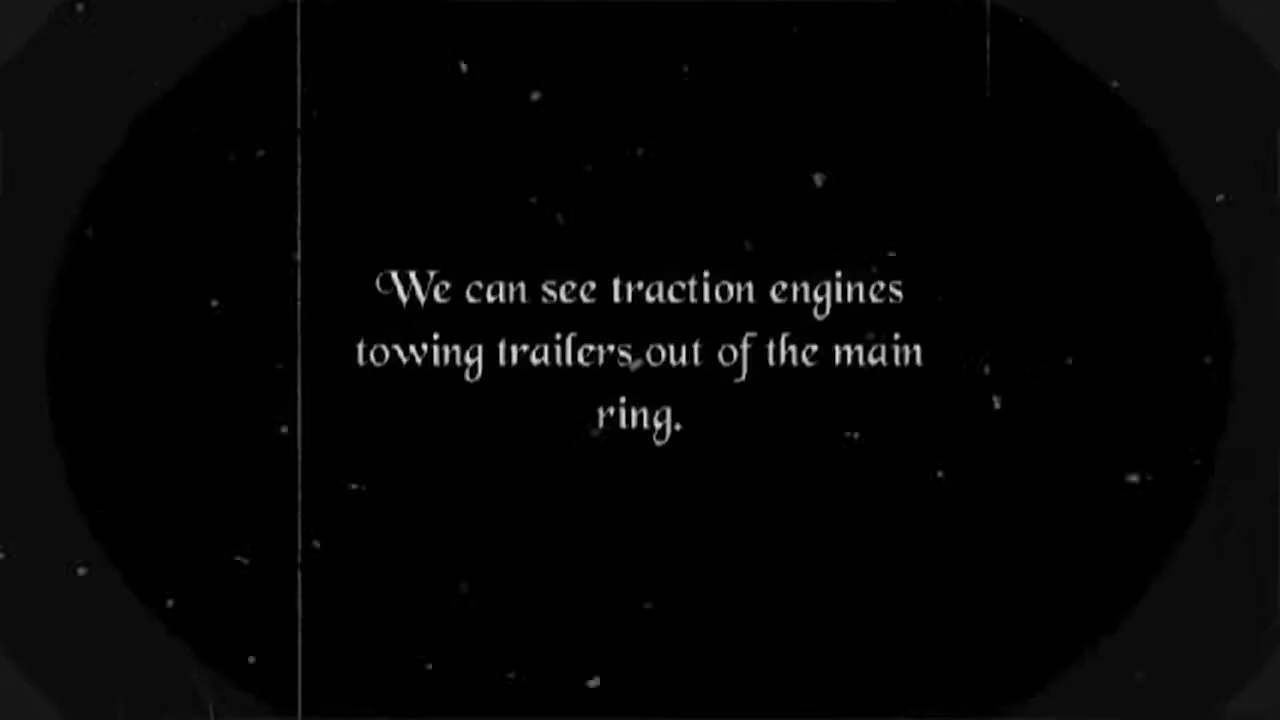 We can see traction engines
towing trailers out of the main
ring.